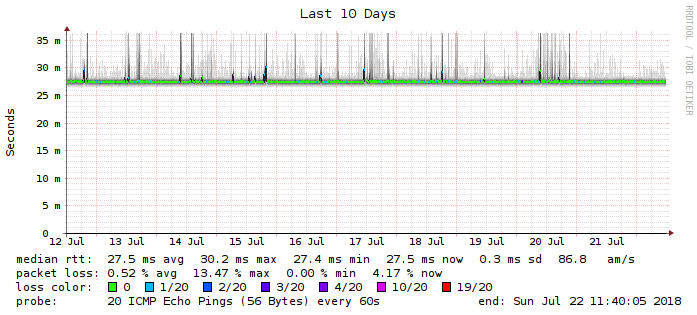 Last 10 Days
RRDTOOL / TOBI OETIKER
Seconds
35 m
30 m
25 m
20 m
15 m
10 m
5 m
0
12 Jul 13 Jul 14 Jul 15 Jul 16 Jul 17 Jul 18 Jul 19 Jul 20 Jul 21 Jul
median rtt: 27.5 ms avg 30.2 ms max 27.4 ms min 27.5 ms now 0.3 ms sd 86.8 am/s
packet loss: 0.52 % avg 13.47 % max 0.00 % min 4.17 % now
loss color: 0 1/20 2/20 3/20 4/20 10/20 19/20
probe: 20 ICMP Echo Pings (56 Bytes) every 60s end: Sun Jul 22 11:40:05 2018